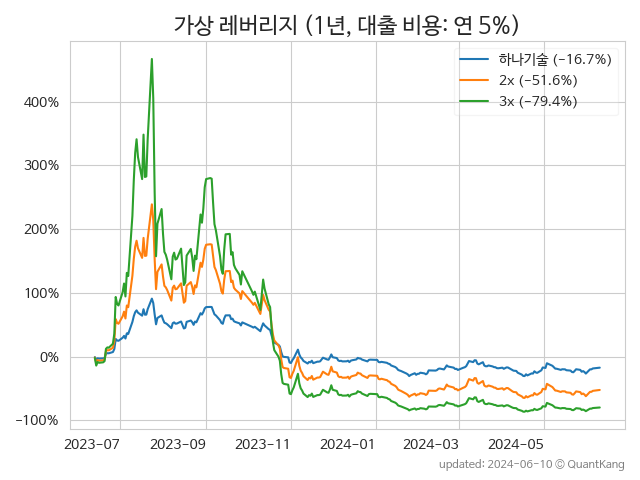 가상 레버리지 (1년, 대출 비용: 연 5%)
하나기술 (−16.7%)
2x (−51.6%)
3x (−79.4%)
400%
300%
200%
100%
0%
−100%
2023-07 2023-09 2023-11 2024-01 2024-03 2024-05
updated: 2024-06-10 © QuantKang